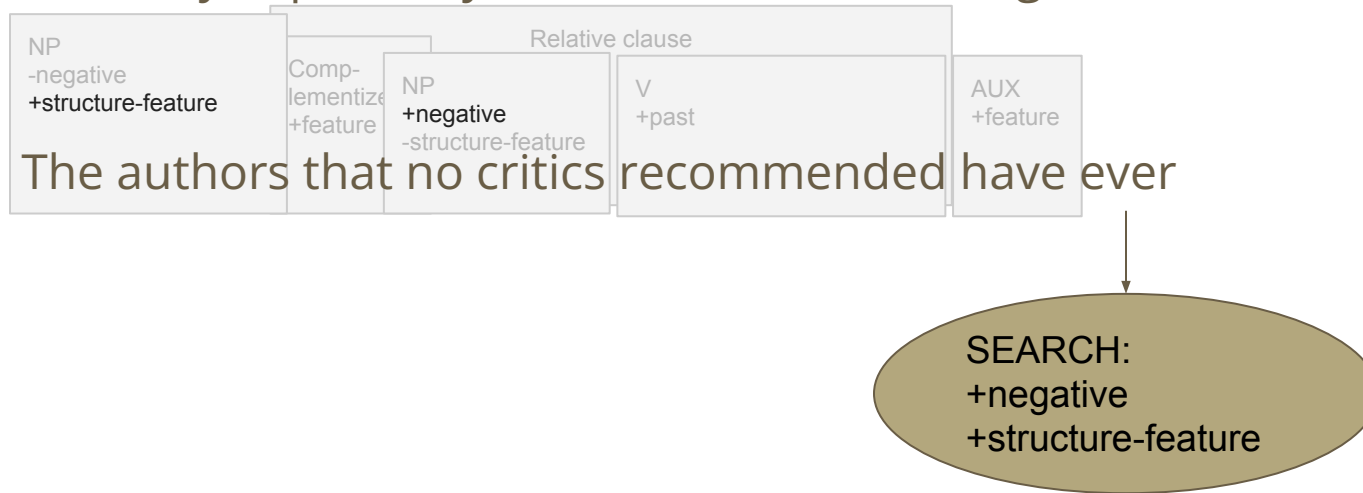 NP
-negative
+structure-feature
Comp-
lementize
+feature
Relative clause
NP
+negative
-structure-feature
V
+past
AUX
+feature
The authors that no critics recommended have ever
SEARCH:
+negative
+structure-feature